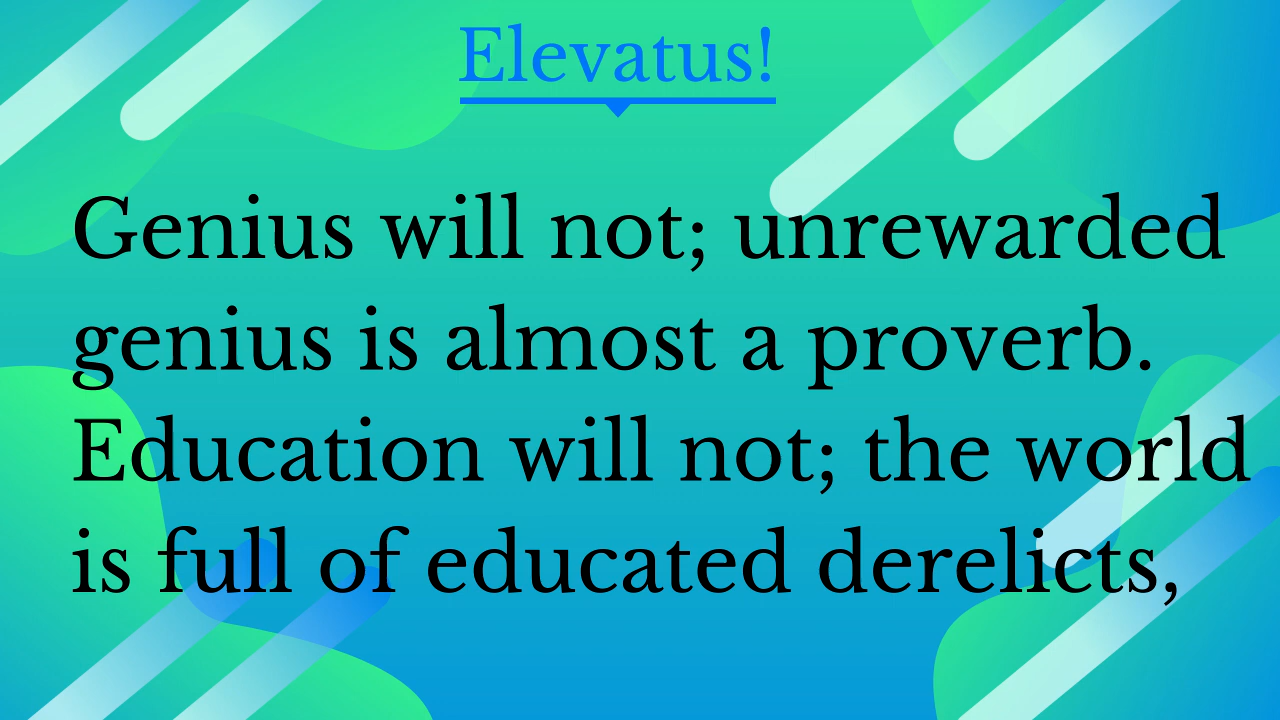 Elevatus!
Genius will not; unrewarded
genius is almost a proverb.
Education will not; the world
is full of educated derelicts,